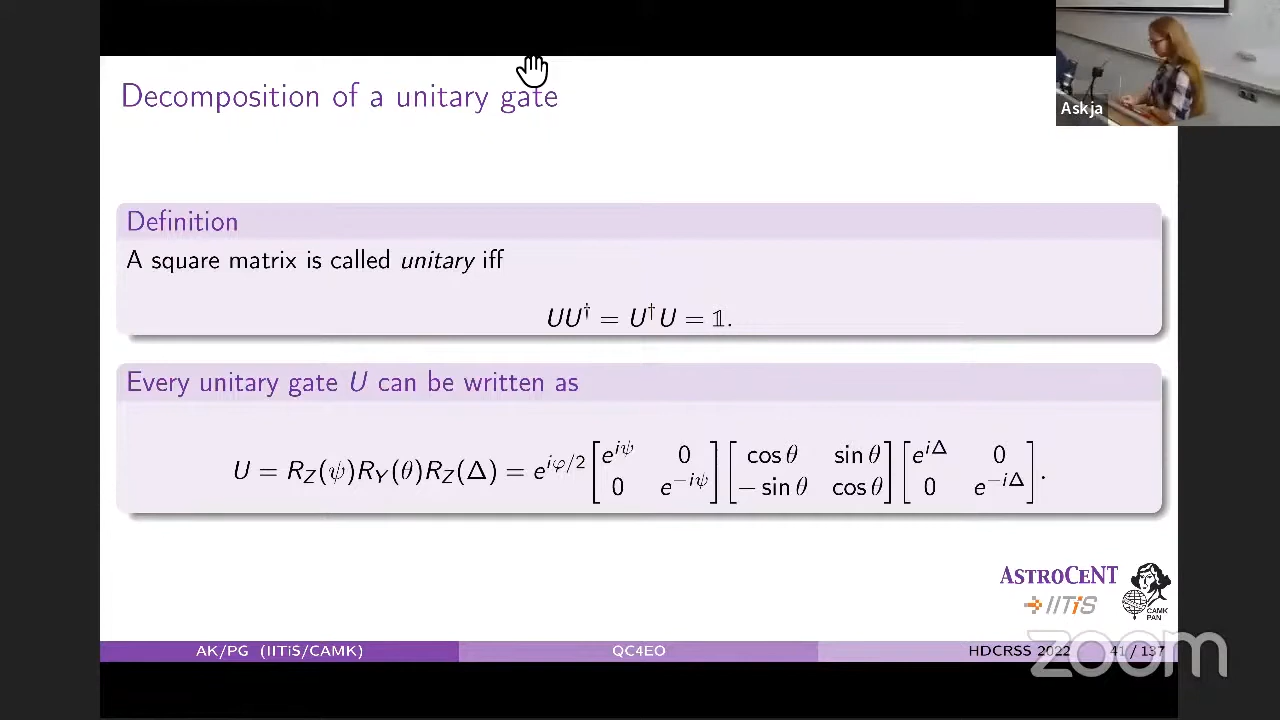 Decomposition of a unitary gate
Askja
Definition
A square matrix is called unitary iff
UU† = U†U = 𝟙.
Every unitary gate U can be written as
U = R_Z(ψ)R_Y(θ)R_Z(Δ) = e^{iφ/2} [e^{iψ} 0; 0 e^{-iψ}] [cos θ sin θ; − sin θ cos θ] [e^{iΔ} 0; 0 e^{-iΔ}].
ASTROCENT
IITiS
CAMK
PAN
AK/PG (IITiS/CAMK) QC4EO HDCRSS 2022 41 / 137
zoom